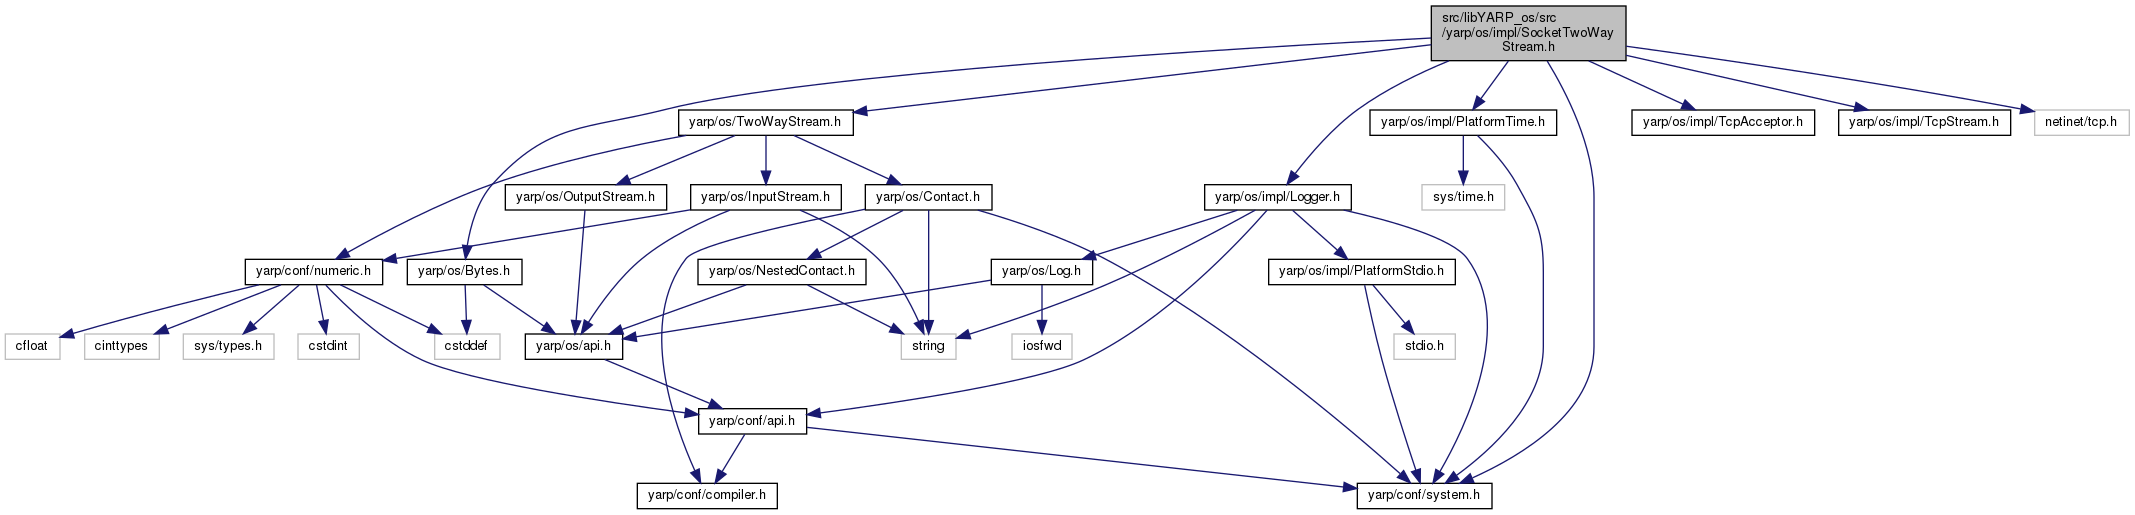 src/libYARP_os/src
/yarp/os/impl/SocketTwoWay
Stream.h
yarp/os/TwoWayStream.h
yarp/os/impl/PlatformTime.h
yarp/os/impl/TcpAcceptor.h
yarp/os/impl/TcpStream.h
netinet/tcp.h
yarp/os/OutputStream.h
yarp/os/InputStream.h
yarp/os/Contact.h
yarp/os/impl/Logger.h
sys/time.h
yarp/conf/numeric.h
yarp/os/Bytes.h
yarp/os/NestedContact.h
yarp/os/Log.h
yarp/os/impl/PlatformStdio.h
cfloat
cinttypes
sys/types.h
cstdint
cstddef
yarp/os/api.h
string
iosfwd
stdio.h
yarp/conf/api.h
yarp/conf/compiler.h
yarp/conf/system.h